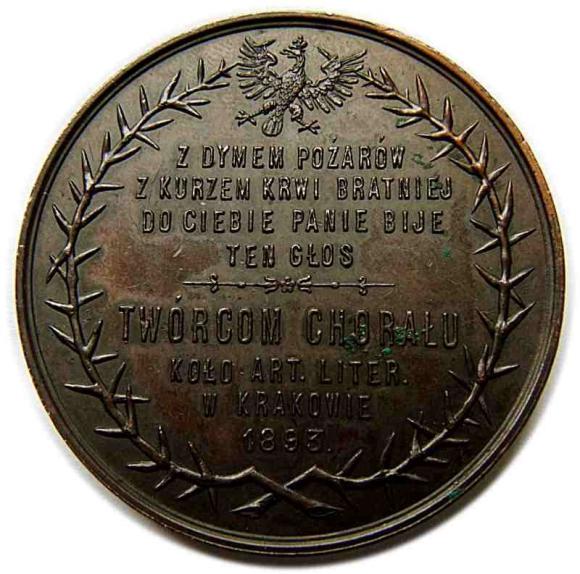 Z DYMEM POŻARÓW
Z KURZEM KRWI BRATNIEJ
DO CIEBIE PANIE BIJE
TEN GŁOS
TWÓRCOM CHORAŁU
KOŁO ART. LITER.
W KRAKOWIE
1893.